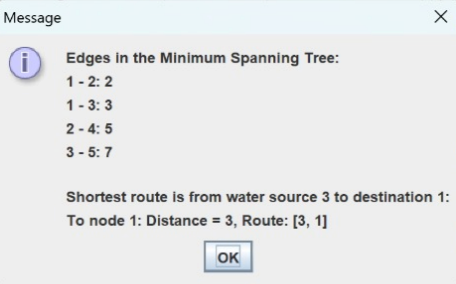 Message
Edges in the Minimum Spanning Tree:
1 - 2: 2
1 - 3: 3
2 - 4: 5
3 - 5: 7
Shortest route is from water source 3 to destination 1:
To node 1: Distance = 3, Route: [3, 1]
OK